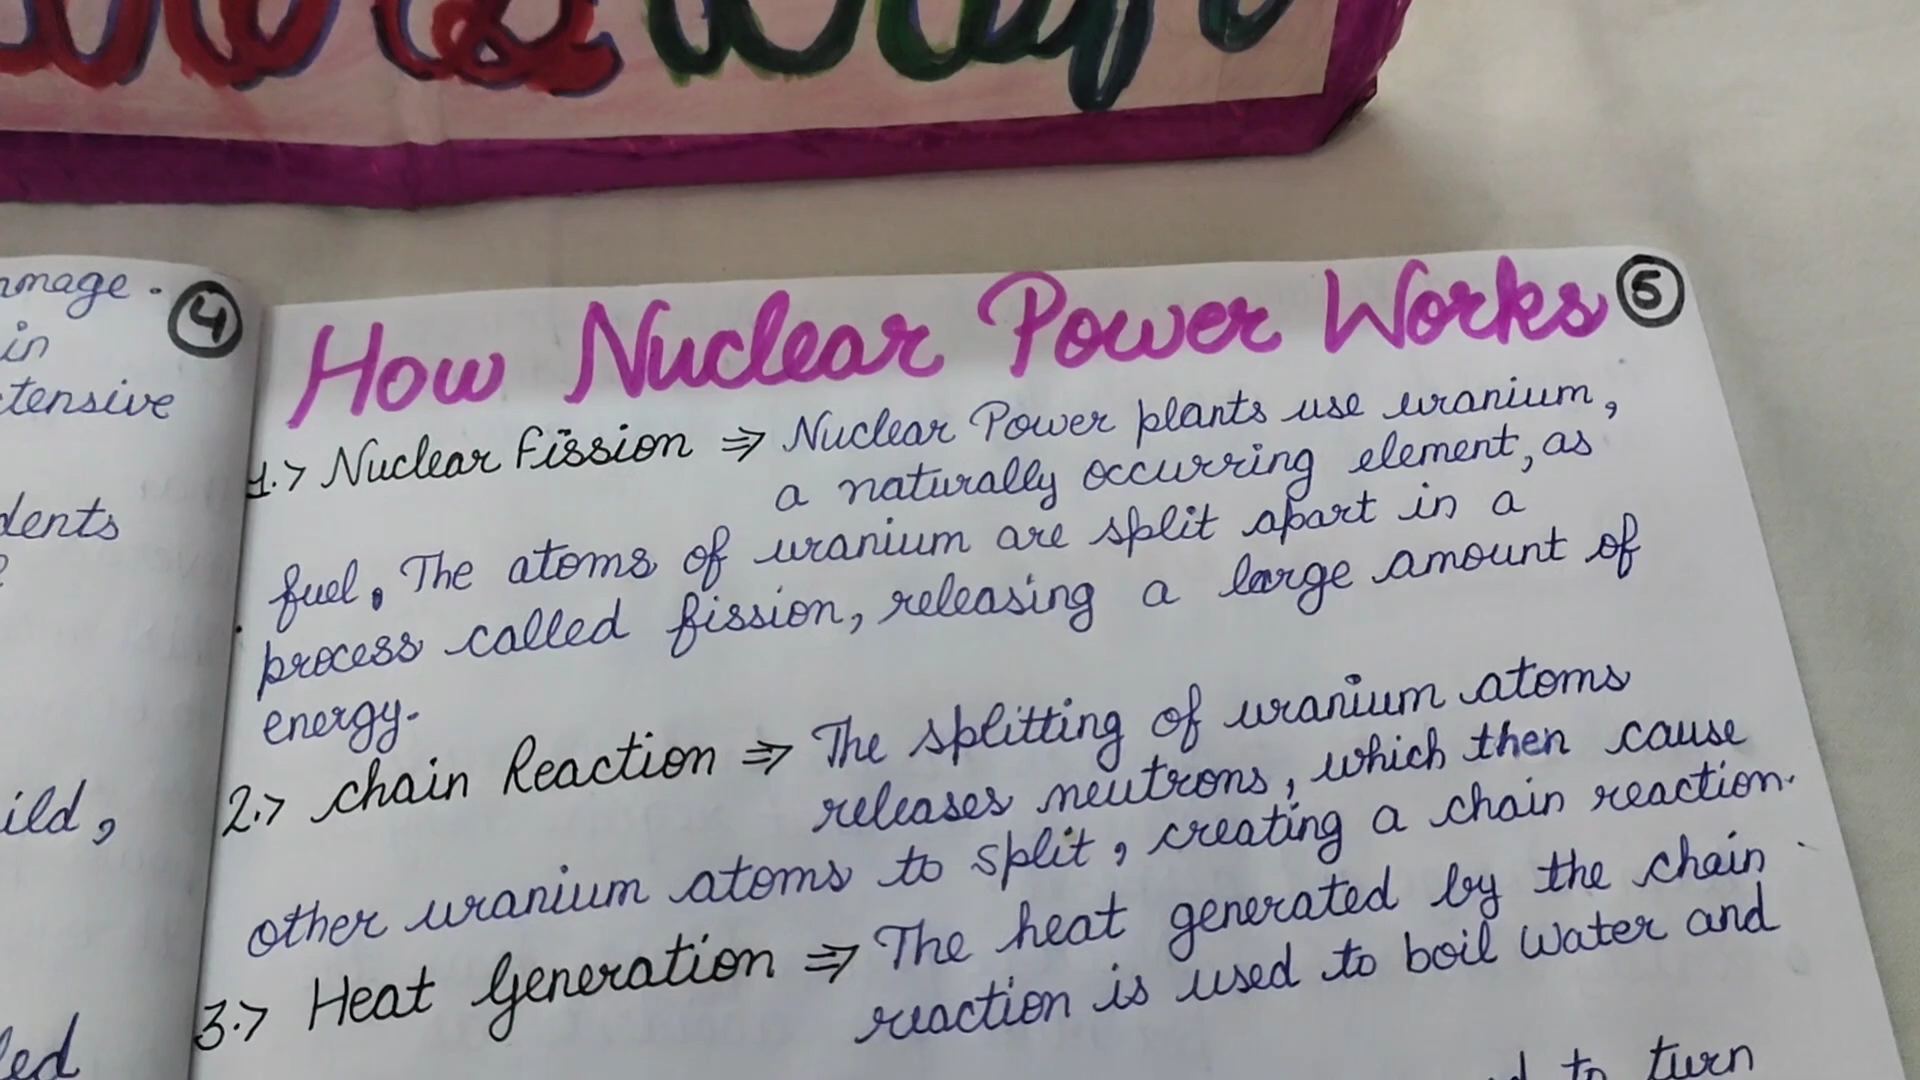 mage.
in
tensive
dents
ild,
led
4
How Nuclear Power Works 5
1.> Nuclear Fission ⇒ Nuclear Power plants use uranium,
a naturally occurring element, as
fuel. The atoms of uranium are split apart in a
process called fission, releasing a large amount of
energy.
2.> chain Reaction ⇒ The splitting of uranium atoms
releases neutrons, which then cause
other uranium atoms to split, creating a chain reaction.
3.> Heat Generation ⇒ The heat generated by the chain
reaction is used to boil water and
to turn